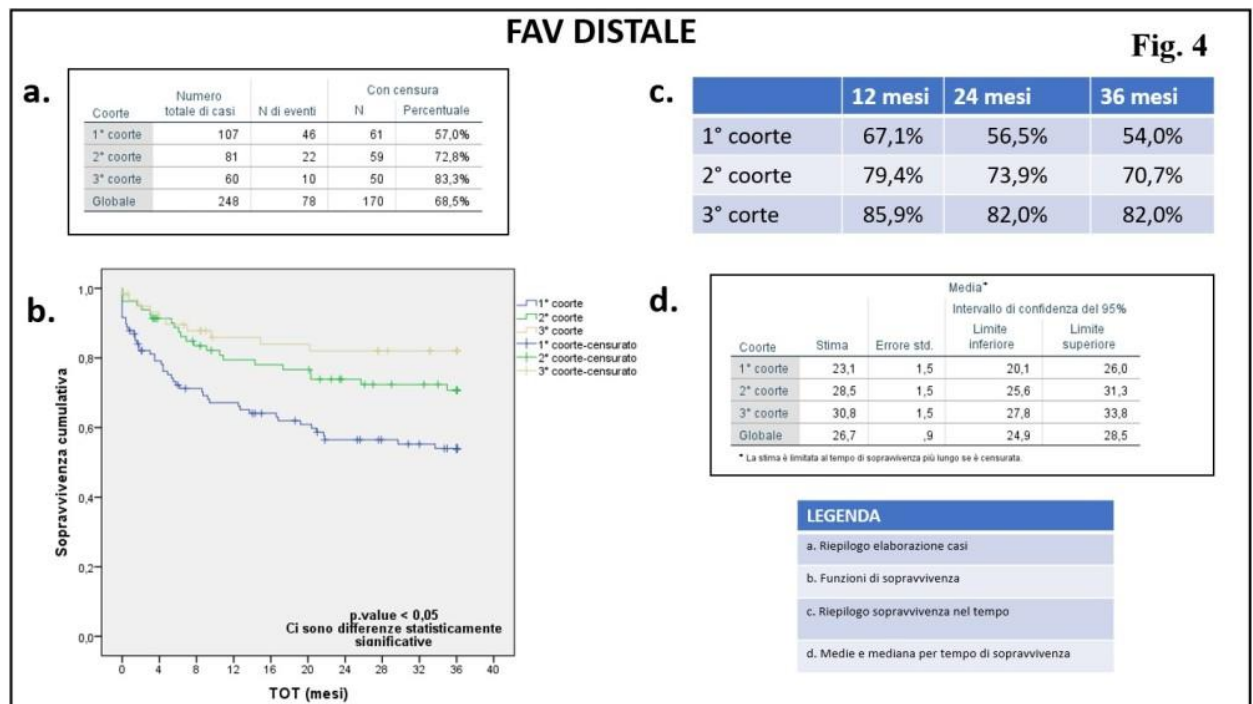 FAV DISTALE
Fig. 4
a.
Con censura
Numero
Coorte totale di casi N di eventi N Percentuale
1° coorte 107 46 61 57,0%
2° coorte 81 22 59 72,8%
3° coorte 60 10 50 83,3%
Globale 248 78 170 68,5%
c.
12 mesi 24 mesi 36 mesi
1° coorte 67,1% 56,5% 54,0%
2° coorte 79,4% 73,9% 70,7%
3° corte 85,9% 82,0% 82,0%
b.
Sopravvivenza cumulativa
1,0
0,8
0,6
0,4
0,2
0,0
0 4 8 12 16 20 24 28 32 36 40
TOT (mesi)
p.value < 0,05
Ci sono differenze statisticamente
significative
1° coorte
2° coorte
3° coorte
1° coorte-censurato
2° coorte-censurato
3° coorte-censurato
d.
Media*
Intervallo di confidenza del 95%
Limite Limite
Coorte Stima Errore std. inferiore superiore
1° coorte 23,1 1,5 20,1 26,0
2° coorte 28,5 1,5 25,6 31,3
3° coorte 30,8 1,5 27,8 33,8
Globale 26,7 ,9 24,9 28,5
* La stima è limitata al tempo di sopravvivenza più lungo se è censurata.
LEGENDA
a. Riepilogo elaborazione casi
b. Funzioni di sopravvivenza
c. Riepilogo sopravvivenza nel tempo
d. Medie e mediana per tempo di sopravvivenza